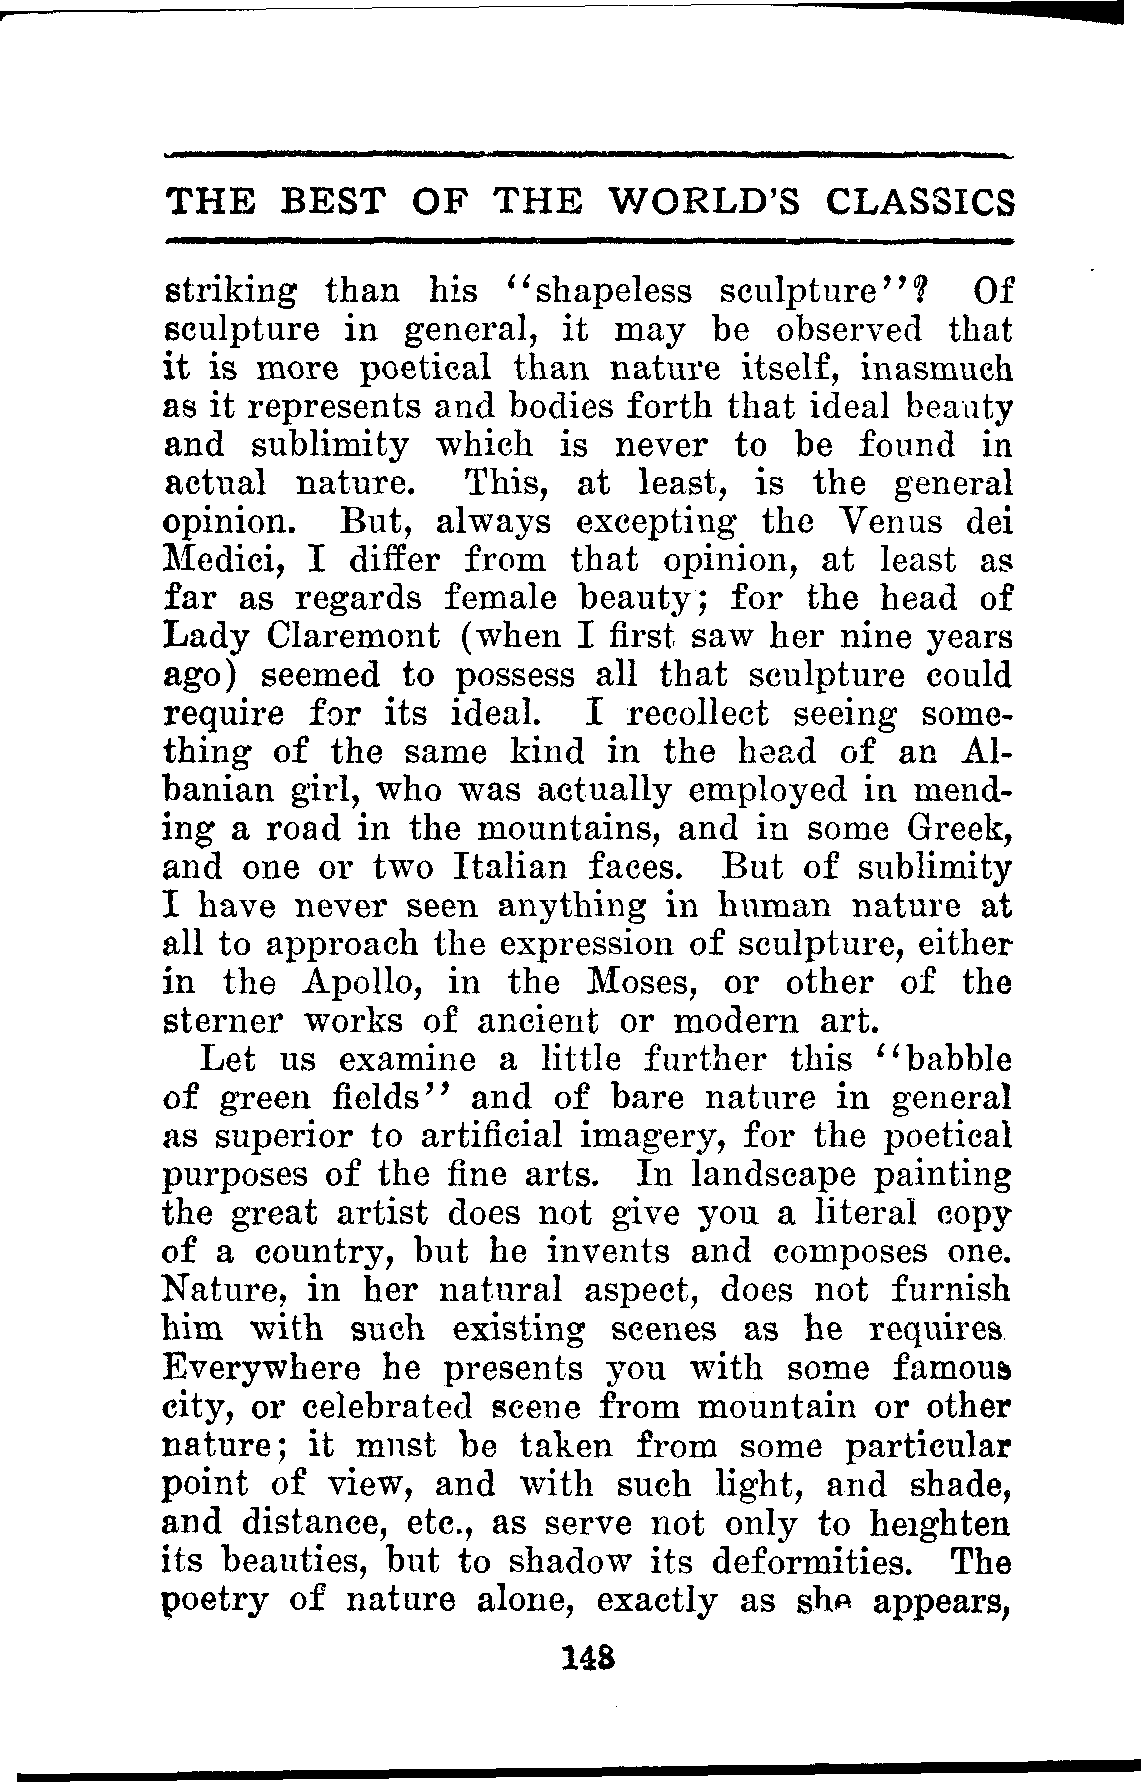 THE BEST OF THE WORLD'S CLASSICS
striking than his "shapeless sculpture"? Of
sculpture in general, it may be observed that
it is more poetical than nature itself, inasmuch
as it represents and bodies forth that ideal beauty
and sublimity which is never to be found in
actual nature. This, at least, is the general
opinion. But, always excepting the Venus dei
Medici, I differ from that opinion, at least as
far as regards female beauty; for the head of
Lady Claremont (when I first saw her nine years
ago) seemed to possess all that sculpture could
require for its ideal. I recollect seeing some-
thing of the same kind in the head of an Al-
banian girl, who was actually employed in mend-
ing a road in the mountains, and in some Greek,
and one or two Italian faces. But of sublimity
I have never seen anything in human nature at
all to approach the expression of sculpture, either
in the Apollo, in the Moses, or other of the
sterner works of ancient or modern art.
Let us examine a little further this "babble
of green fields" and of bare nature in general
as superior to artificial imagery, for the poetical
purposes of the fine arts. In landscape painting
the great artist does not give you a literal copy
of a country, but he invents and composes one.
Nature, in her natural aspect, does not furnish
him with such existing scenes as he requires.
Everywhere he presents you with some famous
city, or celebrated scene from mountain or other
nature; it must be taken from some particular
point of view, and with such light, and shade,
and distance, etc., as serve not only to heighten
its beauties, but to shadow its deformities. The
poetry of nature alone, exactly as she appears,
148